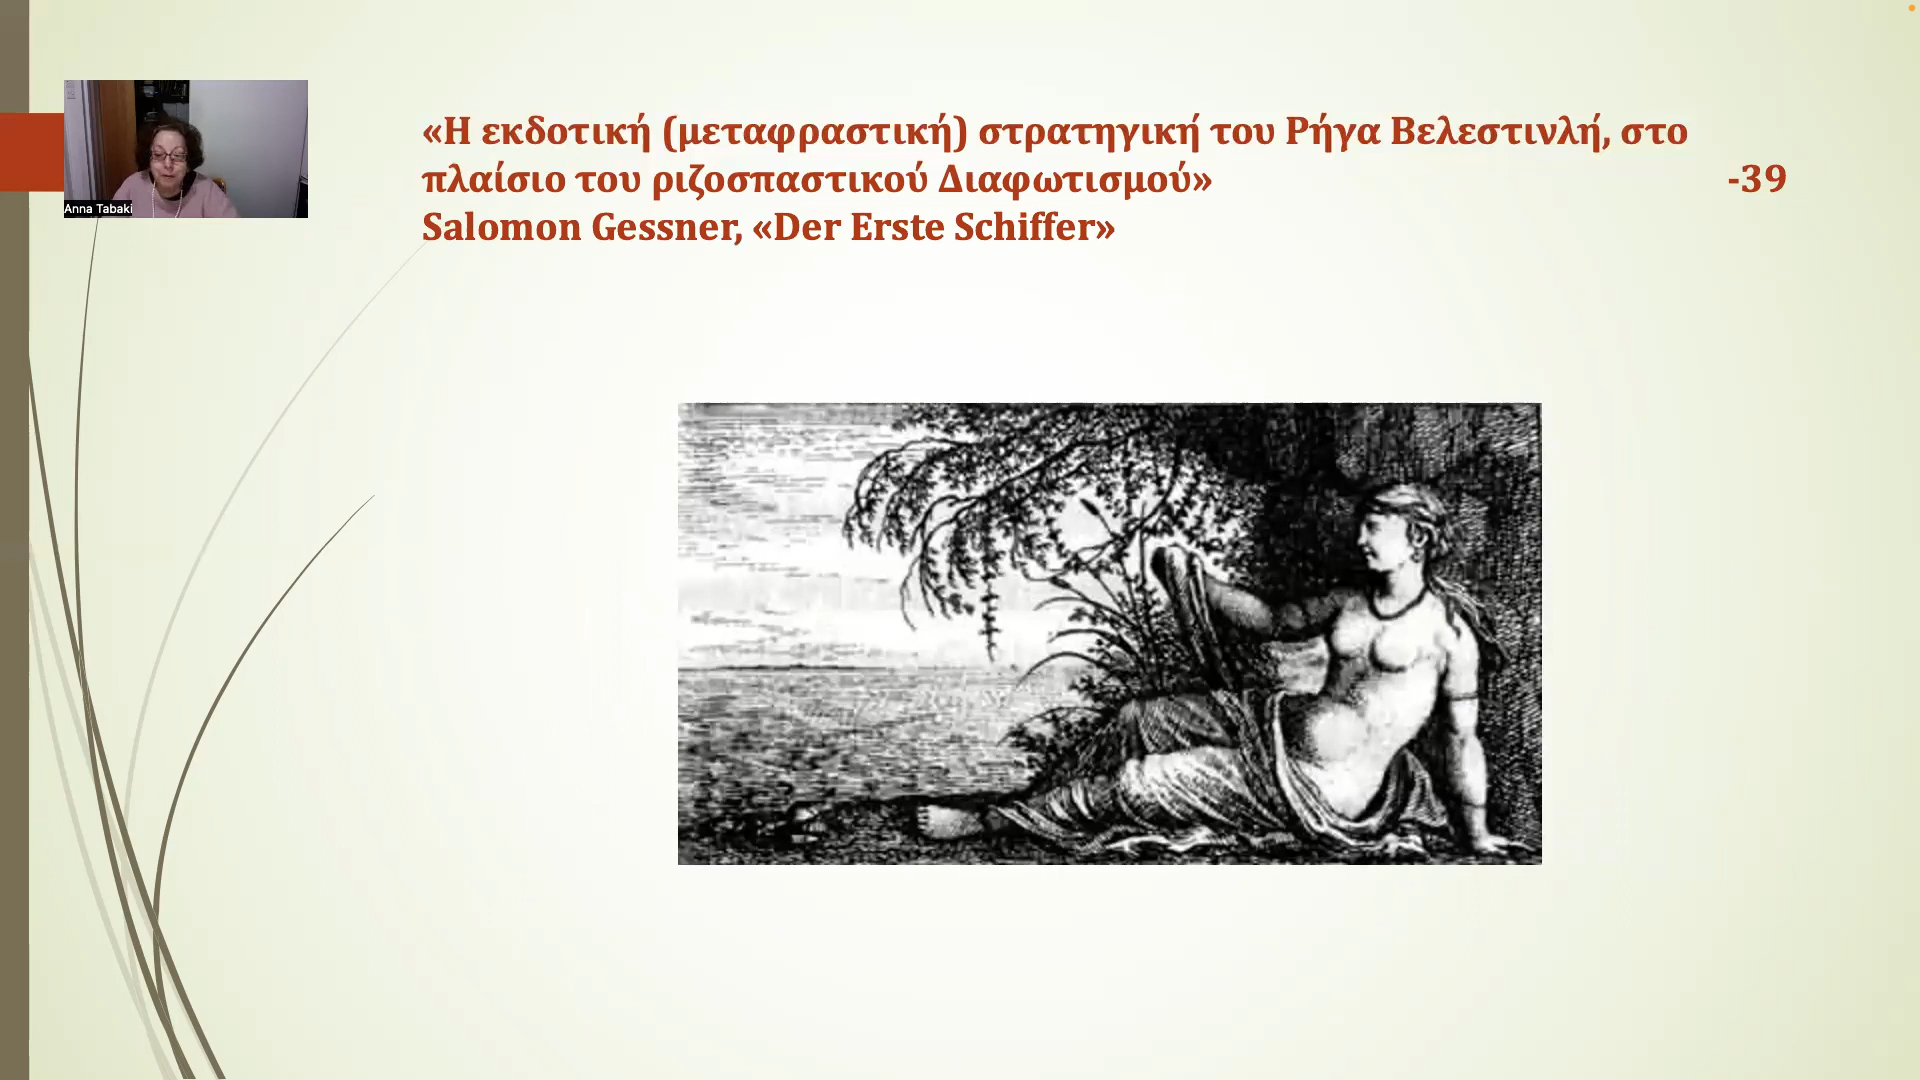 «Η εκδοτική (μεταφραστική) στρατηγική του Ρήγα Βελεστινλή, στο
πλαίσιο του ριζοσπαστικού Διαφωτισμού» -39
Salomon Gessner, «Der Erste Schiffer»
Anna Tabaki